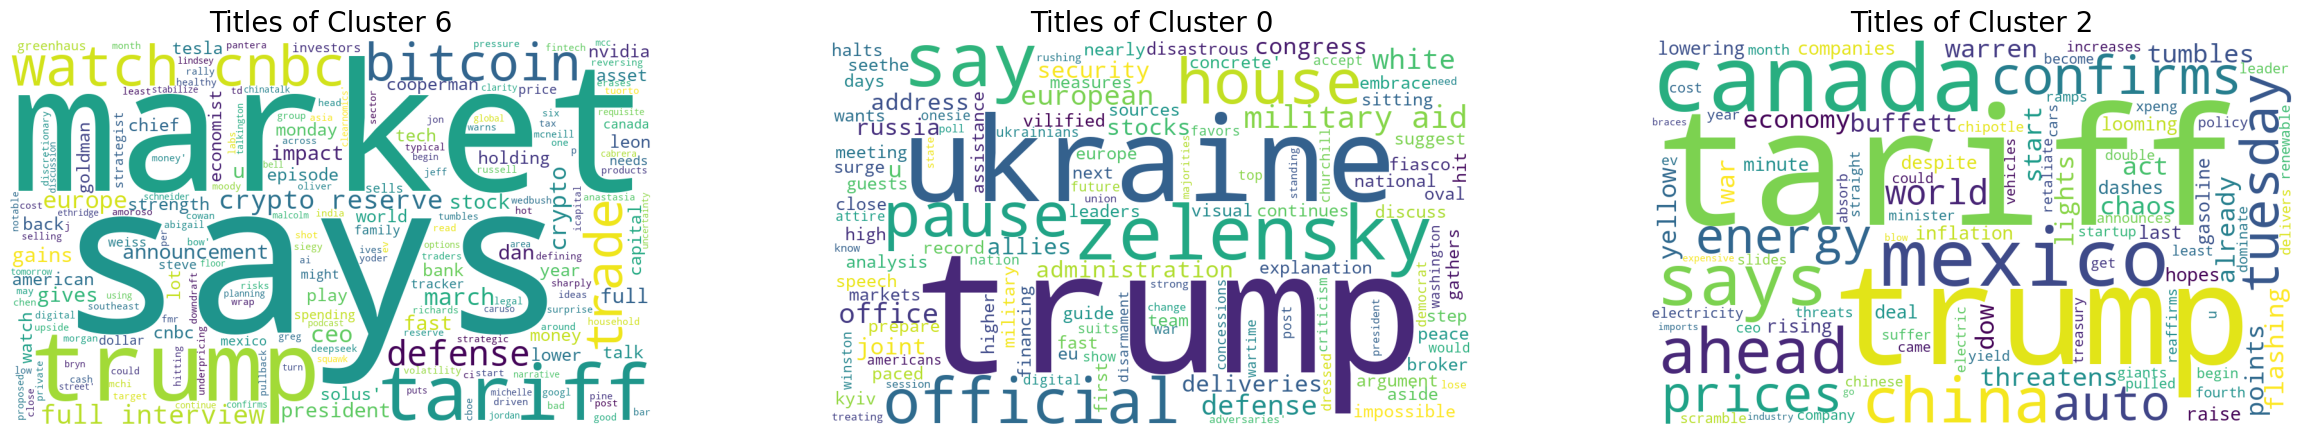 Titles of Cluster 6
greenhaus month pantera tesla lindsey investors pressure fintech mcc reversing nvidia
watch cnbc bitcoin
rally healthy cooperman asset erases
market
least stabilize td chinatalk price clarity
goldman strategist chief economist monday group asia head warns global six tax tech leon canada requisite
impact across jon typical begin holding mcneill one needs products
europe u episode oliver jeff russell
moody schneider sells stock crypto
strength crypto reserve
says
notable cost ethridge amoroso cowan malcolm india tumbles world family wedbush hot icapital anastasia uncertainty
back weiss abigail
announcement shot siegy
gains steve floor ives yoder options traders read area defining dan capital trade
american tomorrow ai might bank year household
may using risks tracker sharply
gives lot play march legal ideas full
southeast planning spending richards caruso surprise
digital watch fmr wrap podcast fast around
upside cnbc ceo greg money
trump
morgan dollar mexico deepseek reserve strategic lower talk
defense
low bryn could turn squawk volatility cistart narrative
proposed close private cash street' mchi target hitting underpricing pullback puts cboe michelle driven jordan googl bad pine post good bar
tariff
solus'
full interview president
continue confirms
Titles of Cluster 0
halts rushing nearly disastrous congress
seethe say concrete' accept white
days security house measures embrace need
address european sources military aid
wants onesie sitting
russia poll vilified stocks favors suggest
meeting ukrainians
ukraine
surge u assistance europe churchill fiasco hit
guests state next top majorities standing national
close future union oval
pause zelensky
attire leaders visual continues discuss
high allies
know record nation
analysis administration explanation
speech strong washington democrat gathers
trump
markets military change guide team war criticism
office higher financing concessions post president step
prepare suits wartime peace
joint fast eu show disarmament would
winston americans paced first dressed broker
session digital deliveries argument lose
kyiv defense aside
treating official adversaries' impossible
Titles of Cluster 2
lowering month companies warren increases tumbles
become leader
cost canada confirms
braces year economy buffett chipotle ramps xpeng policy
tariff
yellowe ev war minute despite start looming tuesday
double act
could vehicles retaliate cars lights dashes
absorb straight world chaos gasoline
minister announces already dominate delivers renewable
energy blow inflation startup last
expensive slides mexico get least
says hopes
electricity threats deal dow u
trump
imports ceo rising suffer came treasury reaffirms points flashing
ahead electric yield
threatens giants begin
prices chinese pulled fourth
go china auto
scramble industry company raise